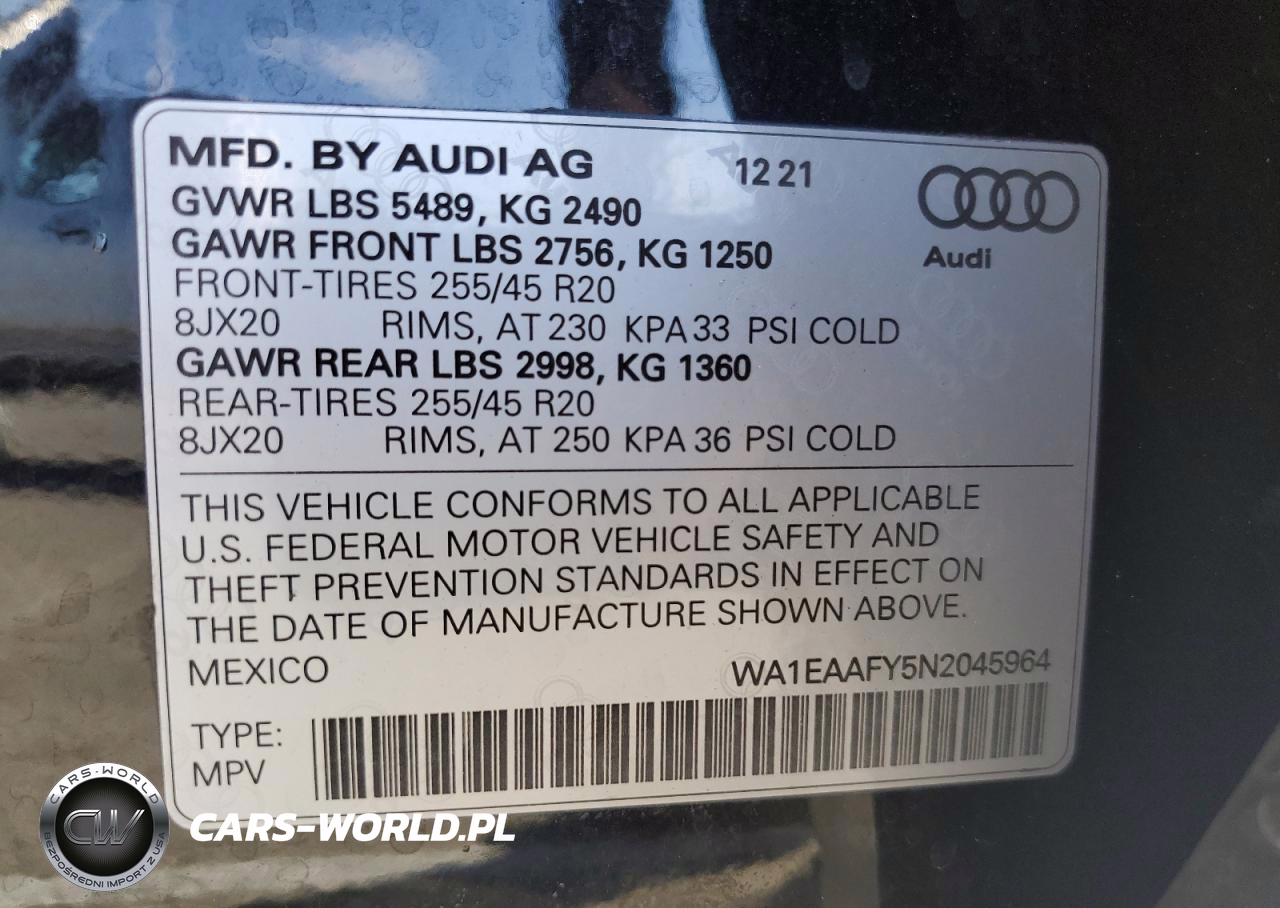 MFD. BY AUDI AG 12 21
GVWR LBS 5489, KG 2490
GAWR FRONT LBS 2756, KG 1250
Audi
FRONT-TIRES 255/45 R20
8JX20 RIMS, AT 230 KPA 33 PSI COLD
GAWR REAR LBS 2998, KG 1360
REAR-TIRES 255/45 R20
8JX20 RIMS, AT 250 KPA 36 PSI COLD
THIS VEHICLE CONFORMS TO ALL APPLICABLE
U.S. FEDERAL MOTOR VEHICLE SAFETY AND
THEFT PREVENTION STANDARDS IN EFFECT ON
THE DATE OF MANUFACTURE SHOWN ABOVE.
MEXICO WA1EAAFY5N2045964
TYPE:
MPV
CARS-WORLD
CW
BEZPOŚREDNI IMPORT Z USA
CARS-WORLD.PL